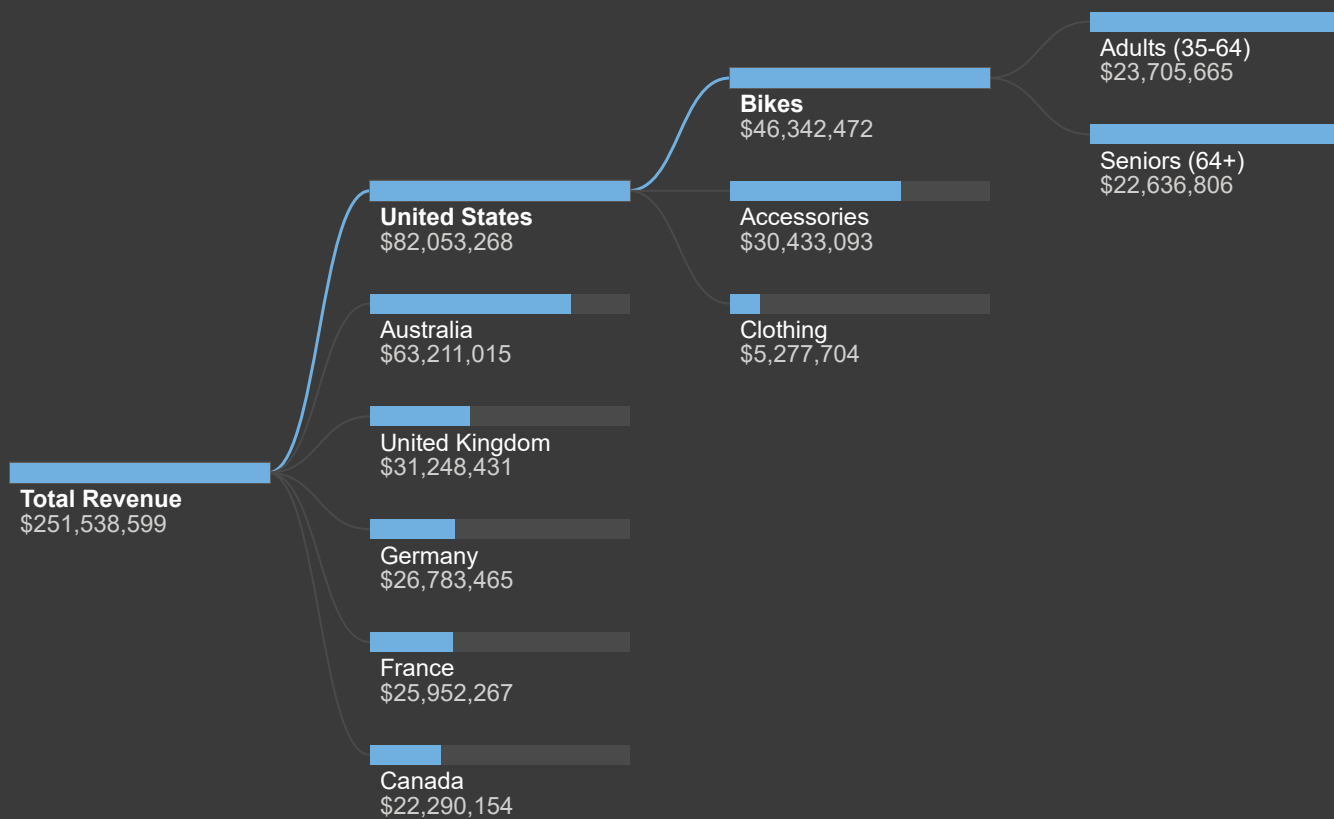 Total Revenue
$251,538,599
United States
$82,053,268
Australia
$63,211,015
United Kingdom
$31,248,431
Germany
$26,783,465
France
$25,952,267
Canada
$22,290,154
Bikes
$46,342,472
Accessories
$30,433,093
Clothing
$5,277,704
Adults (35-64)
$23,705,665
Seniors (64+)
$22,636,806